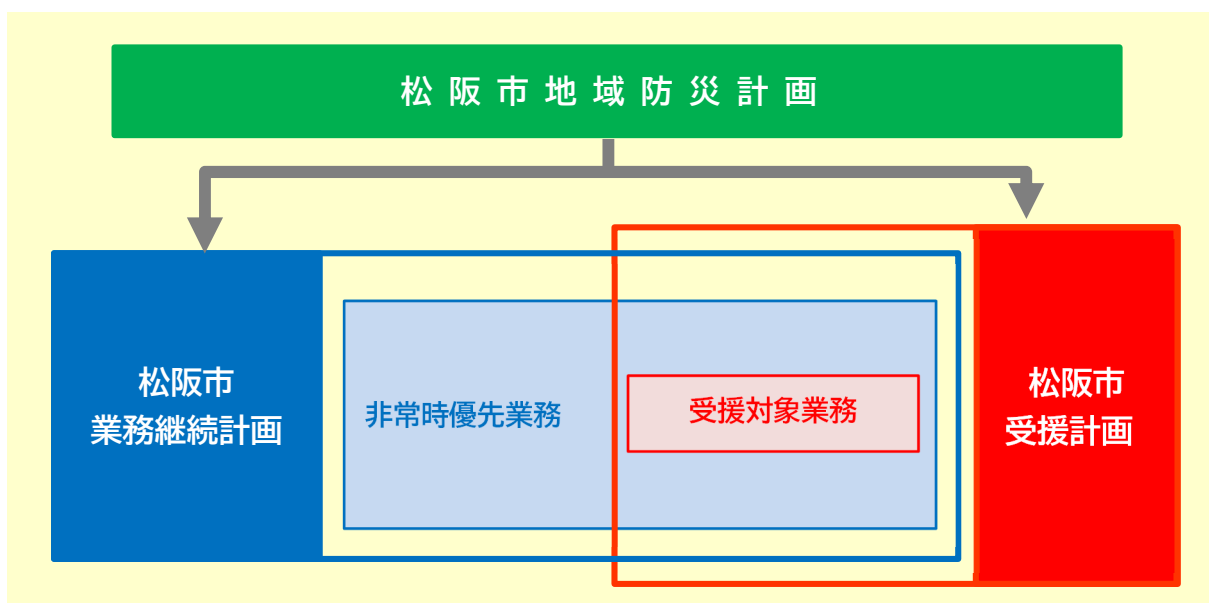 松阪市地域防災計画
松阪市
業務継続計画
非常時優先業務
受援対象業務
松阪市
受援計画